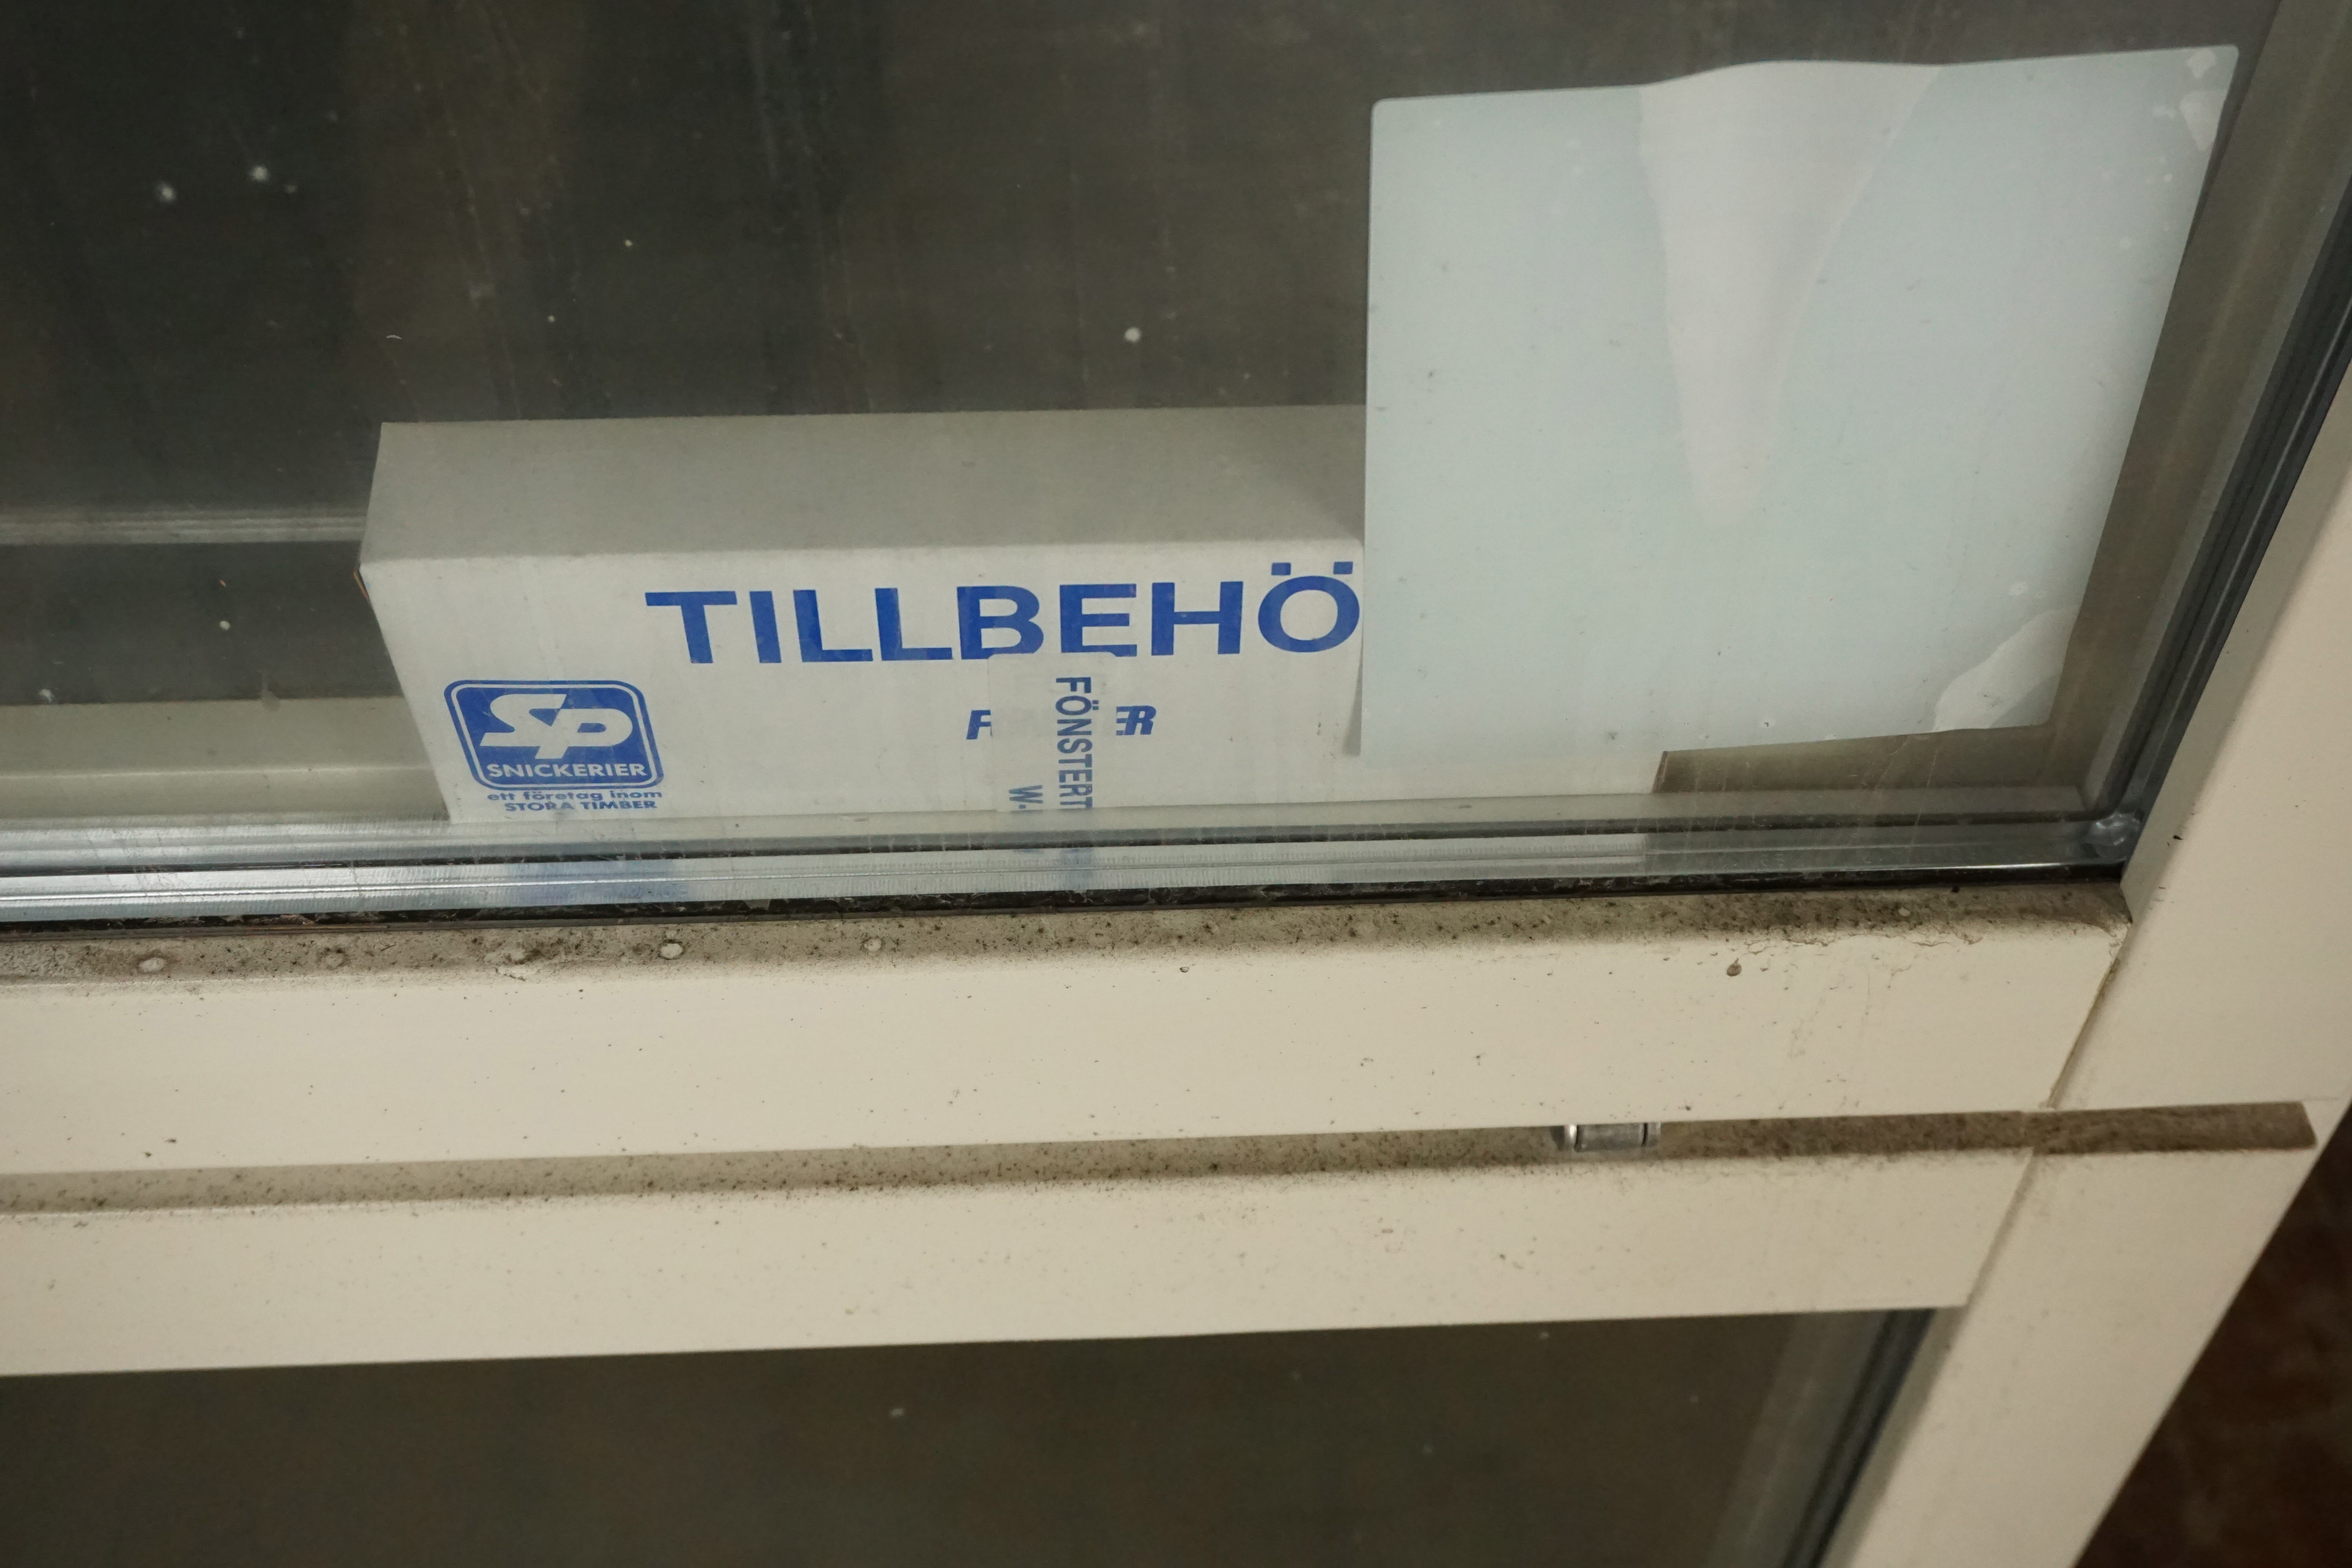 TILLBEHÖ
SP
SNICKERIER
ett företag inom
STORA TIMBER
FÖNSTERT